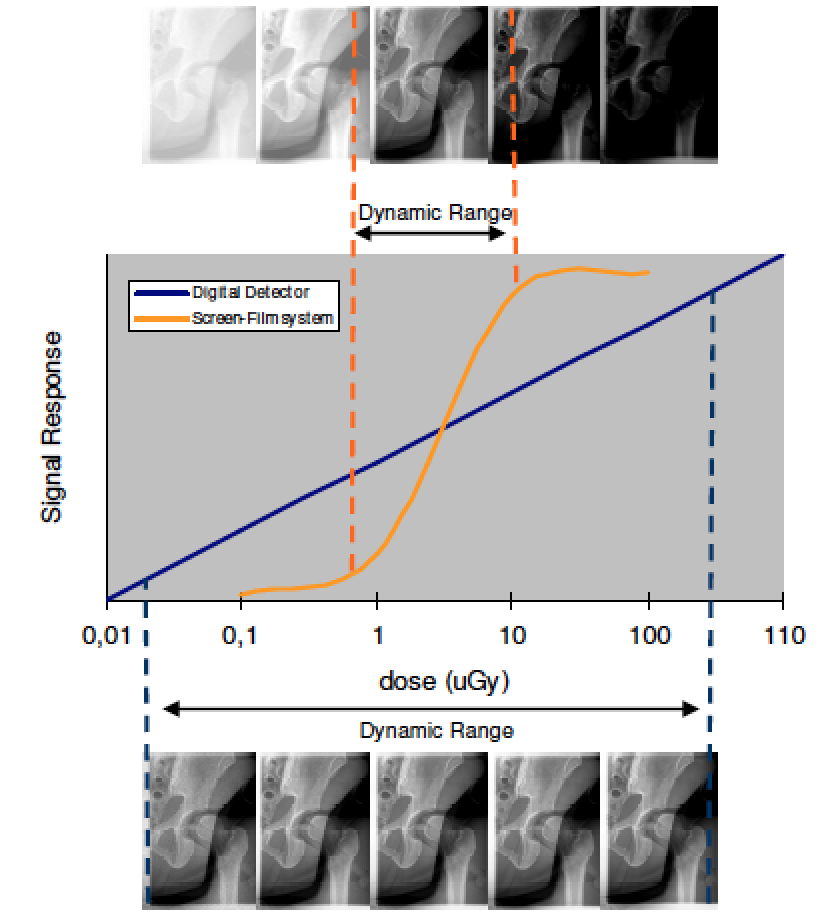 Dynamic Range
Digital Detector
Screen-Filmsystem
Signal Response
0,01 0,1 1 10 100 110
dose (uGy)
Dynamic Range